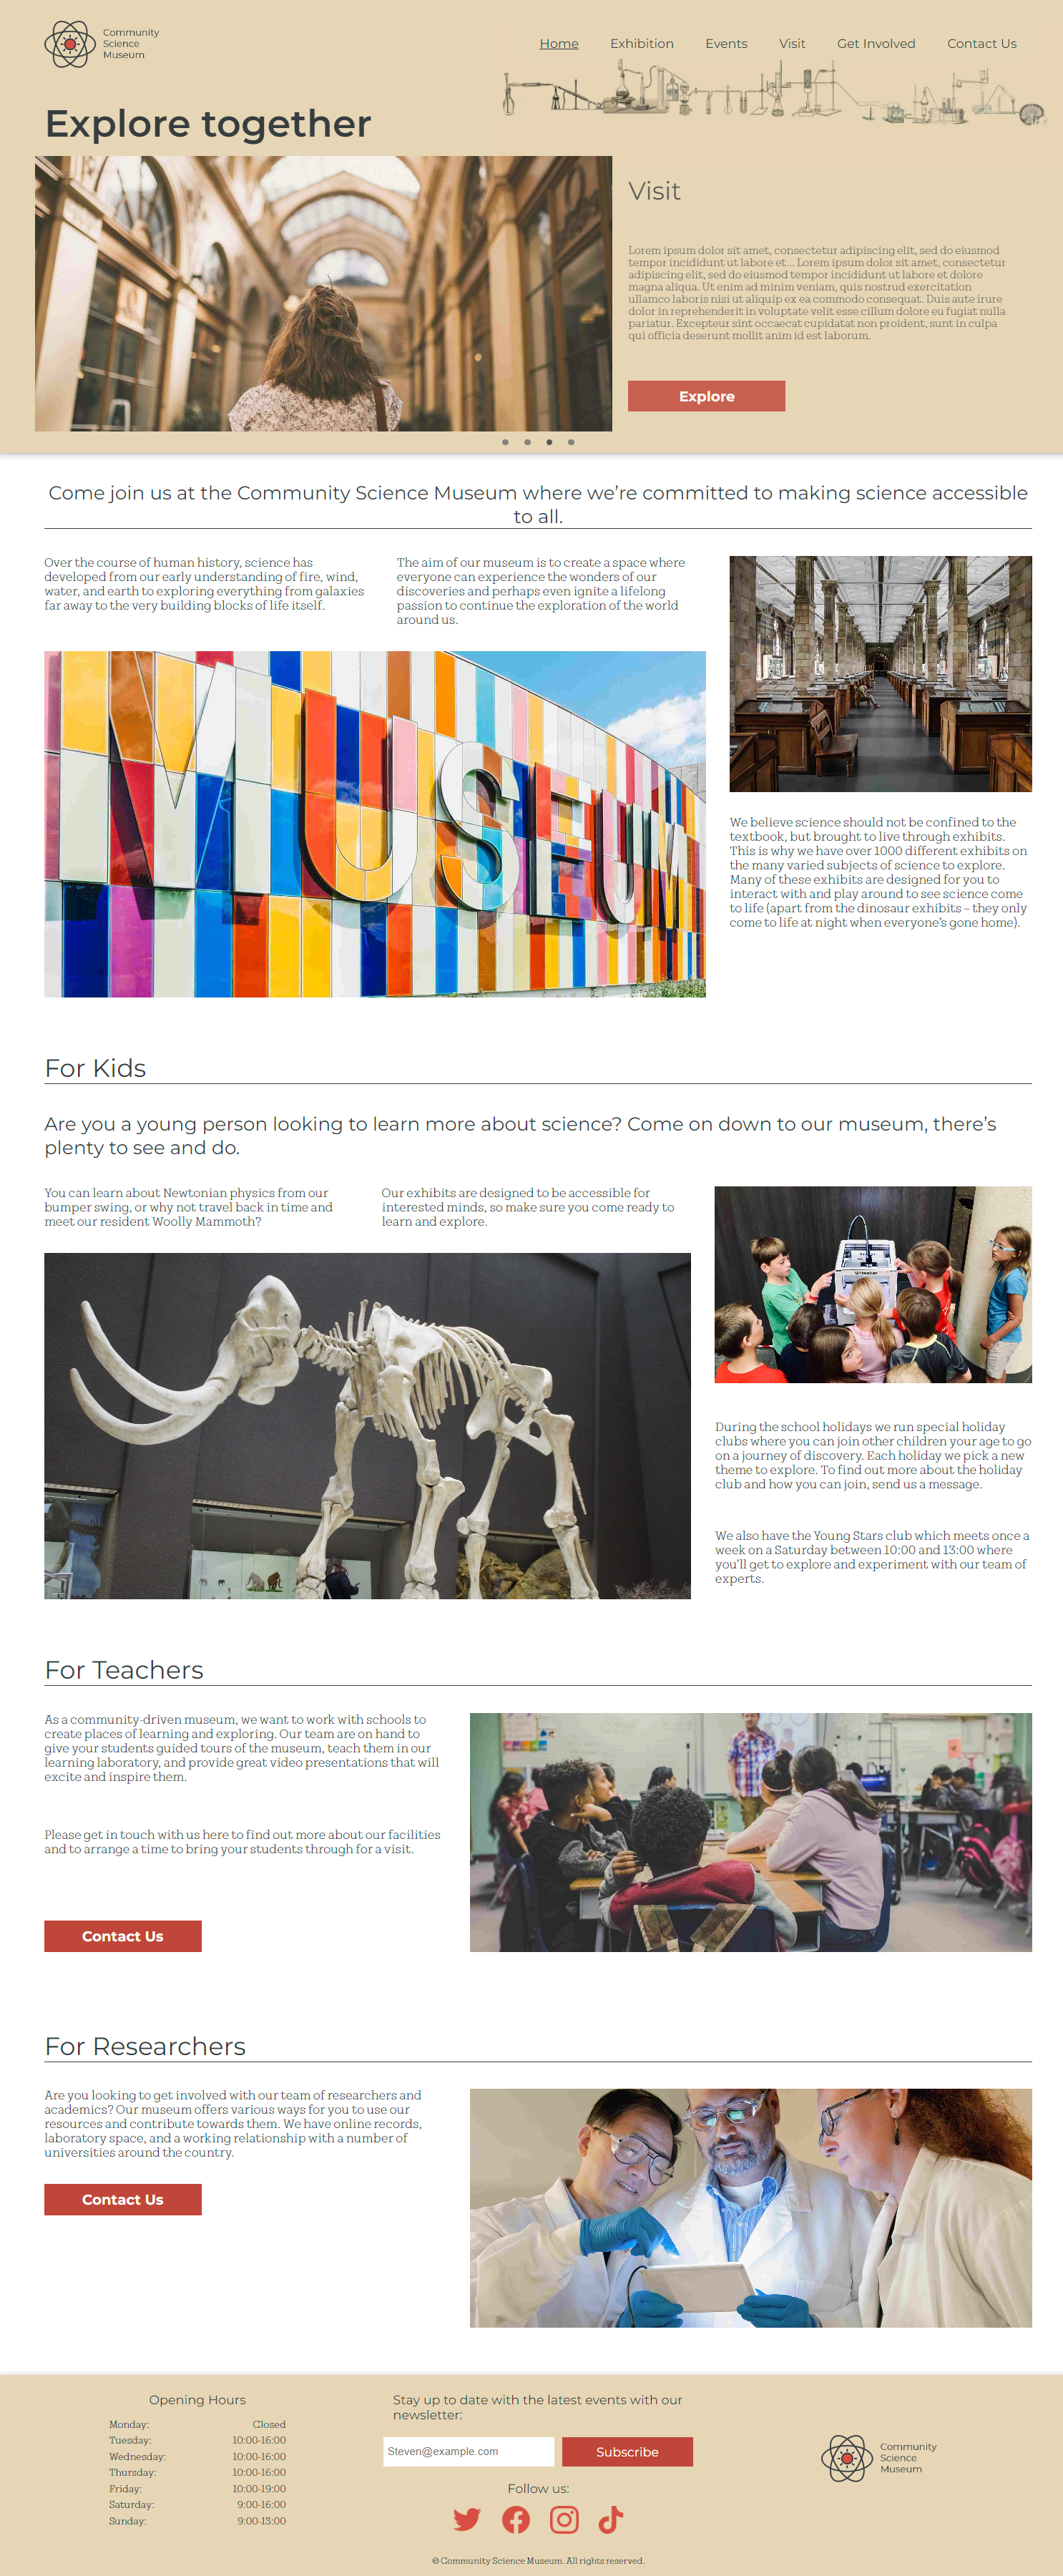 Community
Science
Museum
Home Exhibition Events Visit Get Involved Contact Us
Explore together
Visit
Lorem ipsum dolor sit amet, consectetur adipiscing elit, sed do eiusmod
tempor incididunt ut labore et... Lorem ipsum dolor sit amet, consectetur
adipiscing elit, sed do eiusmod tempor incididunt ut labore et dolore
magna aliqua. Ut enim ad minim veniam, quis nostrud exercitation
ullamco laboris nisi ut aliquip ex ea commodo consequat. Duis aute irure
dolor in reprehenderit in voluptate velit esse cillum dolore eu fugiat nulla
pariatur. Excepteur sint occaecat cupidatat non proident, sunt in culpa
qui officia deserunt mollit anim id est laborum.
Explore
Come join us at the Community Science Museum where we're committed to making science accessible
to all.
Over the course of human history, science has
developed from our early understanding of fire, wind,
water, and earth to exploring everything from galaxies
far away to the very building blocks of life itself.
The aim of our museum is to create a space where
everyone can experience the wonders of our
discoveries and perhaps even ignite a lifelong
passion to continue the exploration of the world
around us.
MUSEUM
We believe science should not be confined to the
textbook, but brought to live through exhibits.
This is why we have over 1000 different exhibits on
the many varied subjects of science to explore.
Many of these exhibits are designed for you to
interact with and play around to see science come
to life (apart from the dinosaur exhibits – they only
come to life at night when everyone's gone home).
For Kids
Are you a young person looking to learn more about science? Come on down to our museum, there's
plenty to see and do.
You can learn about Newtonian physics from our
bumper swing, or why not travel back in time and
meet our resident Woolly Mammoth?
Our exhibits are designed to be accessible for
interested minds, so make sure you come ready to
learn and explore.
Ultimaker
During the school holidays we run special holiday
clubs where you can join other children your age to go
on a journey of discovery. Each holiday we pick a new
theme to explore. To find out more about the holiday
club and how you can join, send us a message.
We also have the Young Stars club which meets once a
week on a Saturday between 10:00 and 13:00 where
you'll get to explore and experiment with our team of
experts.
For Teachers
As a community-driven museum, we want to work with schools to
create places of learning and exploring. Our team are on hand to
give your students guided tours of the museum, teach them in our
learning laboratory, and provide great video presentations that will
excite and inspire them.
Please get in touch with us here to find out more about our facilities
and to arrange a time to bring your students through for a visit.
Contact Us
For Researchers
Are you looking to get involved with our team of researchers and
academics? Our museum offers various ways for you to use our
resources and contribute towards them. We have online records,
laboratory space, and a working relationship with a number of
universities around the country.
Contact Us
Opening Hours
Monday: Closed
Tuesday: 10:00-16:00
Wednesday: 10:00-16:00
Thursday: 10:00-16:00
Friday: 10:00-19:00
Saturday: 9:00-16:00
Sunday: 9:00-13:00
Stay up to date with the latest events with our
newsletter:
Steven@example.com
Subscribe
Follow us:
Community
Science
Museum
© Community Science Museum. All rights reserved.